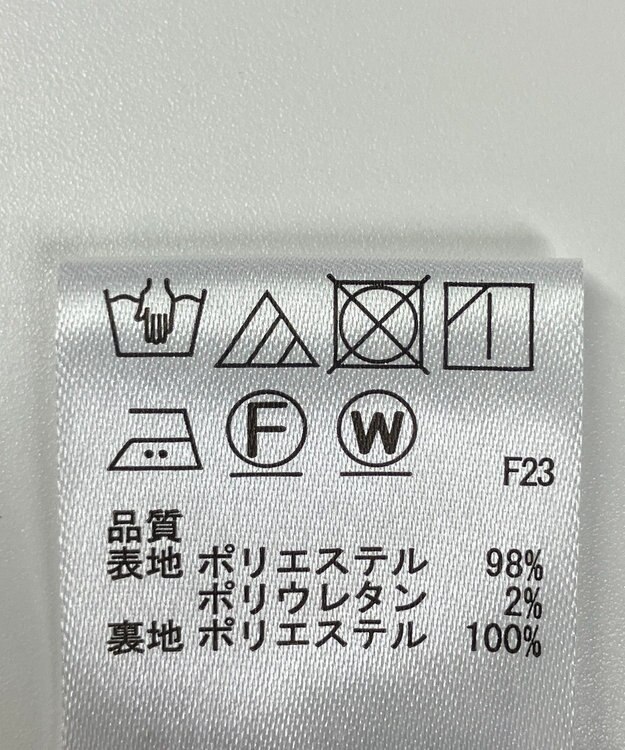 F W
F23
品質
表地 ポリエステル 98%
ポリウレタン 2%
裏地 ポリエステル 100%